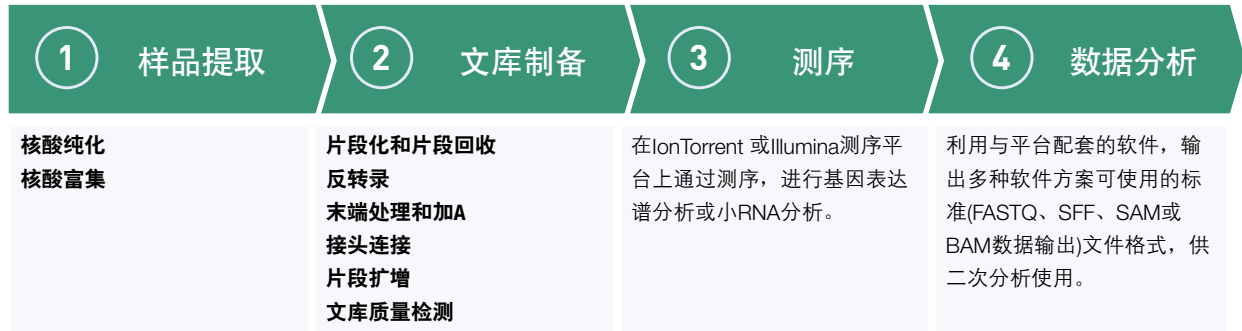 1 样品提取
2 文库制备
3 测序
4 数据分析
核酸纯化
核酸富集
片段化和片段回收
反转录
末端处理和加A
接头连接
片段扩增
文库质量检测
在IonTorrent 或Illumina测序平
台上通过测序，进行基因表达
谱分析或小RNA分析。
利用与平台配套的软件，输
出多种软件方案可使用的标
准(FASTQ、SFF、SAM或
BAM数据输出)文件格式，供
二次分析使用。